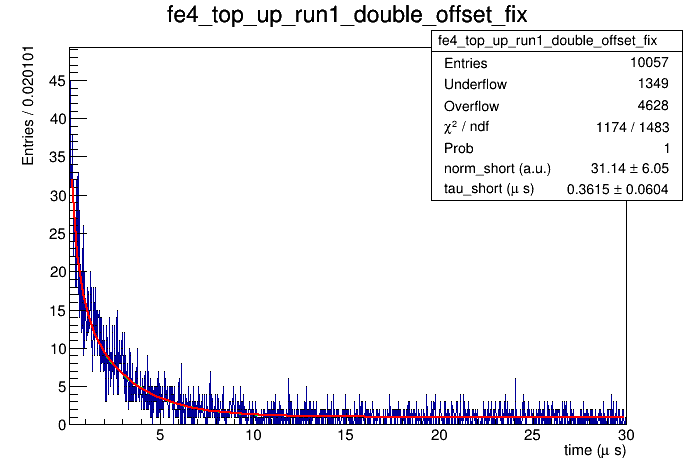 fe4_top_up_run1_double_offset_fix
fe4_top_up_run1_double_offset_fix
Entries 10057
Underflow 1349
Overflow 4628
χ² / ndf 1174 / 1483
Prob 1
norm_short (a.u.) 31.14 ± 6.05
tau_short (μ s) 0.3615 ± 0.0604
Entries / 0.020101
45
40
35
30
25
20
15
10
5
0
5 10 15 20 25 30
time (μ s)